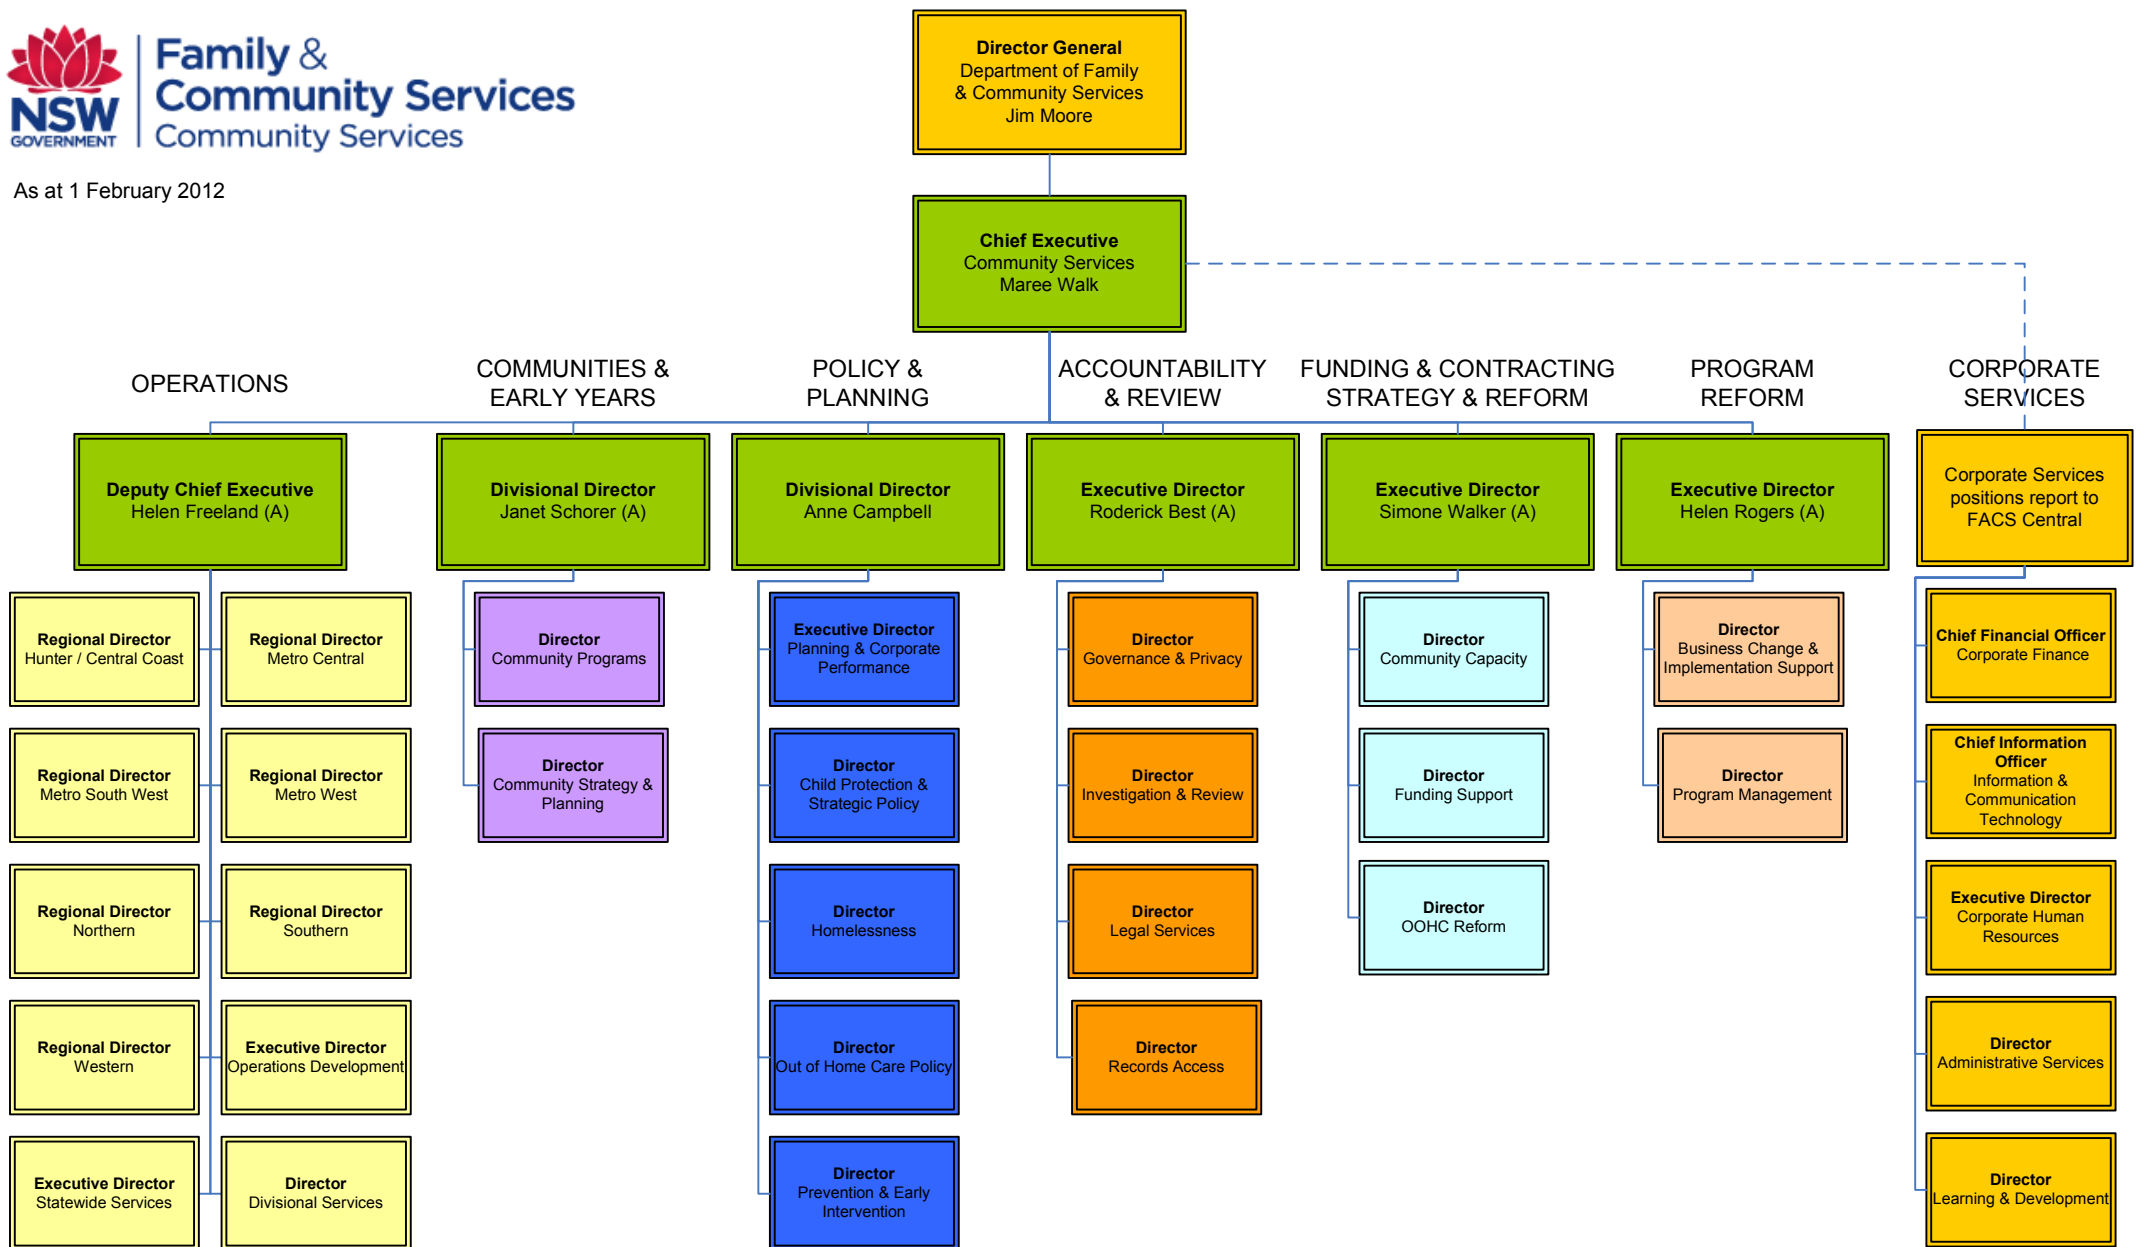 NSW
GOVERNMENT
Family &
Community Services
Community Services
As at 1 February 2012
Director General
Department of Family
& Community Services
Jim Moore
Chief Executive
Community Services
Maree Walk
OPERATIONS
COMMUNITIES &
EARLY YEARS
POLICY &
PLANNING
ACCOUNTABILITY
& REVIEW
FUNDING & CONTRACTING
STRATEGY & REFORM
PROGRAM
REFORM
CORPORATE
SERVICES
Deputy Chief Executive
Helen Freeland (A)
Divisional Director
Janet Schorer (A)
Divisional Director
Anne Campbell
Executive Director
Roderick Best (A)
Executive Director
Simone Walker (A)
Executive Director
Helen Rogers (A)
Corporate Services
positions report to
FACS Central
Regional Director
Hunter / Central Coast
Regional Director
Metro Central
Regional Director
Metro South West
Regional Director
Metro West
Regional Director
Northern
Regional Director
Southern
Regional Director
Western
Executive Director
Operations Development
Executive Director
Statewide Services
Director
Divisional Services
Director
Community Programs
Director
Community Strategy &
Planning
Executive Director
Planning & Corporate
Performance
Director
Child Protection &
Strategic Policy
Director
Homelessness
Director
Out of Home Care Policy
Director
Prevention & Early
Intervention
Director
Governance & Privacy
Director
Investigation & Review
Director
Legal Services
Director
Records Access
Director
Community Capacity
Director
Funding Support
Director
OOHC Reform
Director
Business Change &
Implementation Support
Director
Program Management
Chief Financial Officer
Corporate Finance
Chief Information
Officer
Information &
Communication
Technology
Executive Director
Corporate Human
Resources
Director
Administrative Services
Director
Learning & Development